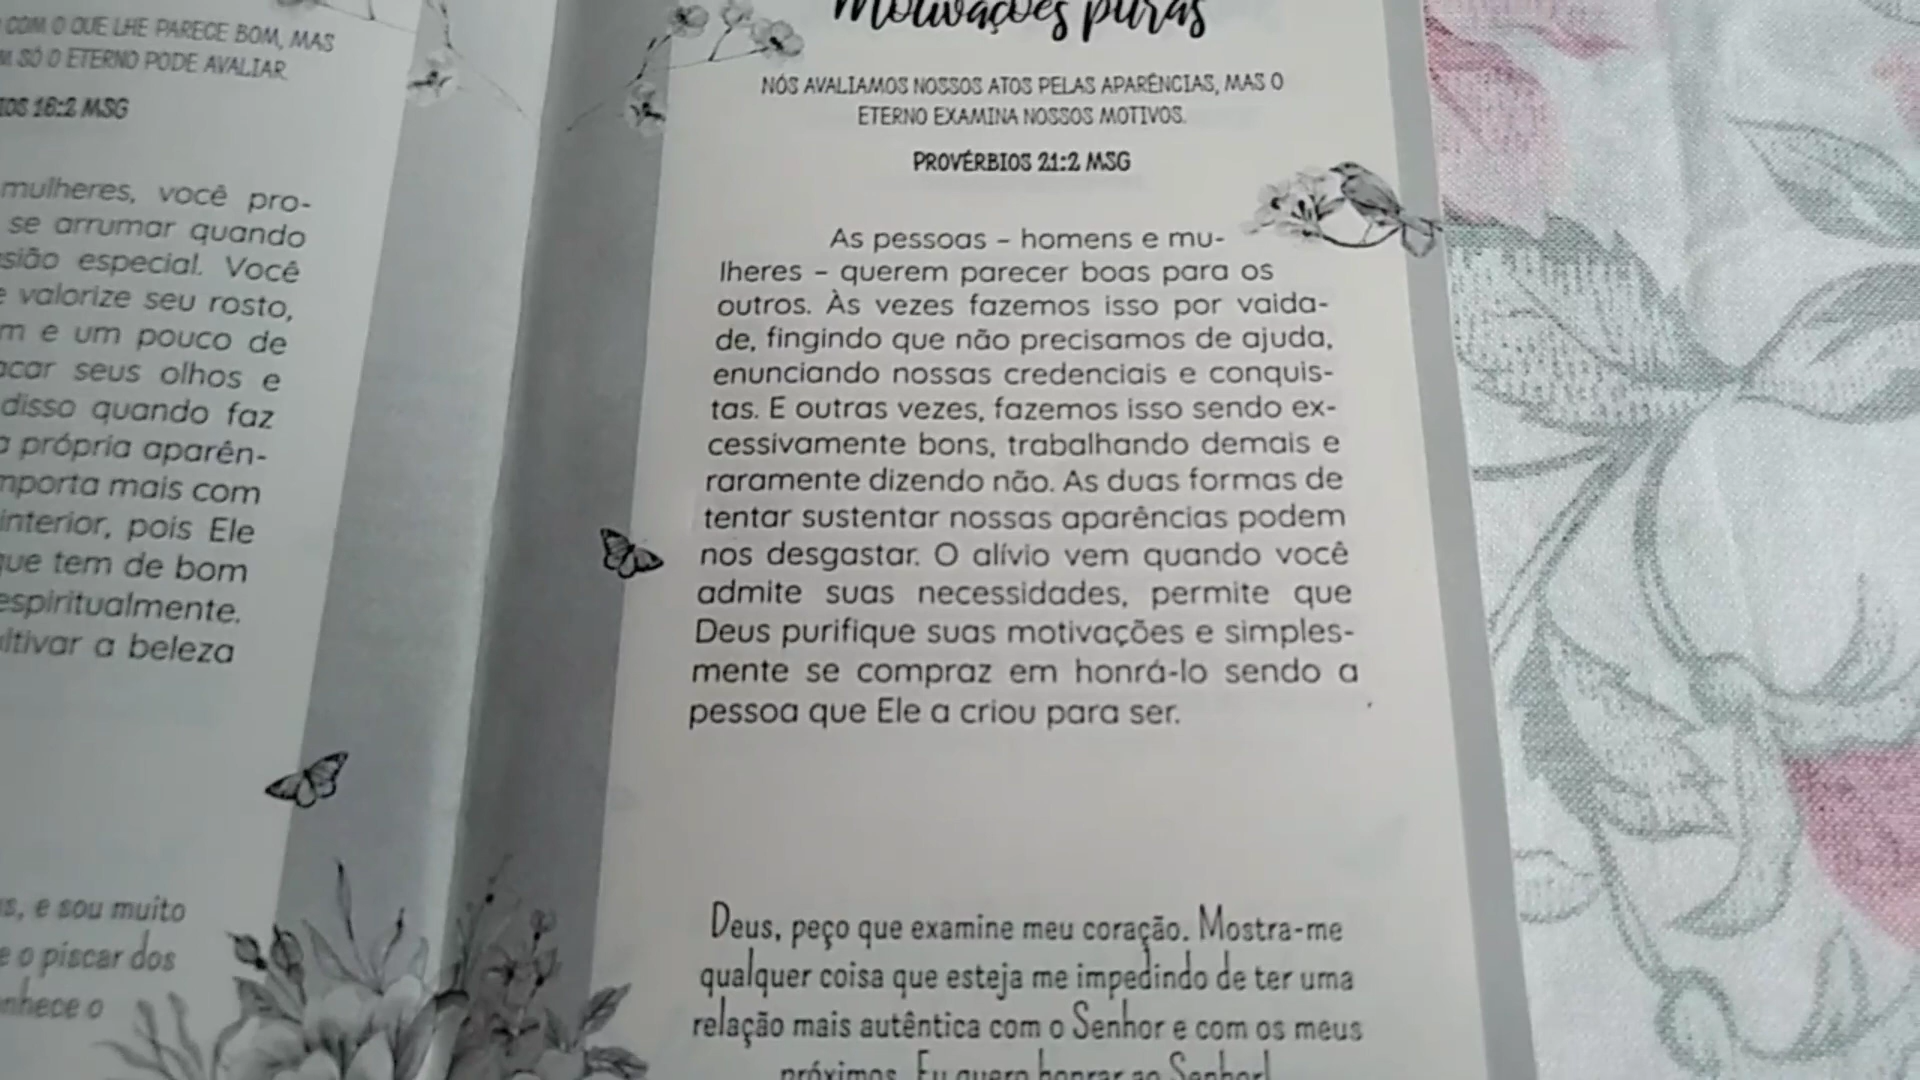 COM O QUE LHE PARECE BOM, MAS
SÓ O ETERNO PODE AVALIAR.
16:2 MSG
mulheres, você pro-
se arrumar quando
especial. Você
valorize seu rosto,
e um pouco de
seus olhos e
disso quando faz
própria aparên-
mais com
interior, pois Ele
que tem de bom
espiritualmente.
a beleza
e sou muito
o piscar dos
o
Motivações puras
NÓS AVALIAMOS NOSSOS ATOS PELAS APARÊNCIAS, MAS O
ETERNO EXAMINA NOSSOS MOTIVOS.
PROVÉRBIOS 21:2 MSG
As pessoas – homens e mu-
lheres – querem parecer boas para os
outros. Às vezes fazemos isso por vaida-
de, fingindo que não precisamos de ajuda,
enunciando nossas credenciais e conquis-
tas. E outras vezes, fazemos isso sendo ex-
cessivamente bons, trabalhando demais e
raramente dizendo não. As duas formas de
tentar sustentar nossas aparências podem
nos desgastar. O alívio vem quando você
admite suas necessidades, permite que
Deus purifique suas motivações e simples-
mente se compraz em honrá-lo sendo a
pessoa que Ele a criou para ser.
Deus, peço que examine meu coração. Mostra-me
qualquer coisa que esteja me impedindo de ter uma
relação mais autêntica com o Senhor e com os meus
próximos. Eu quero honrar ao Senhor!